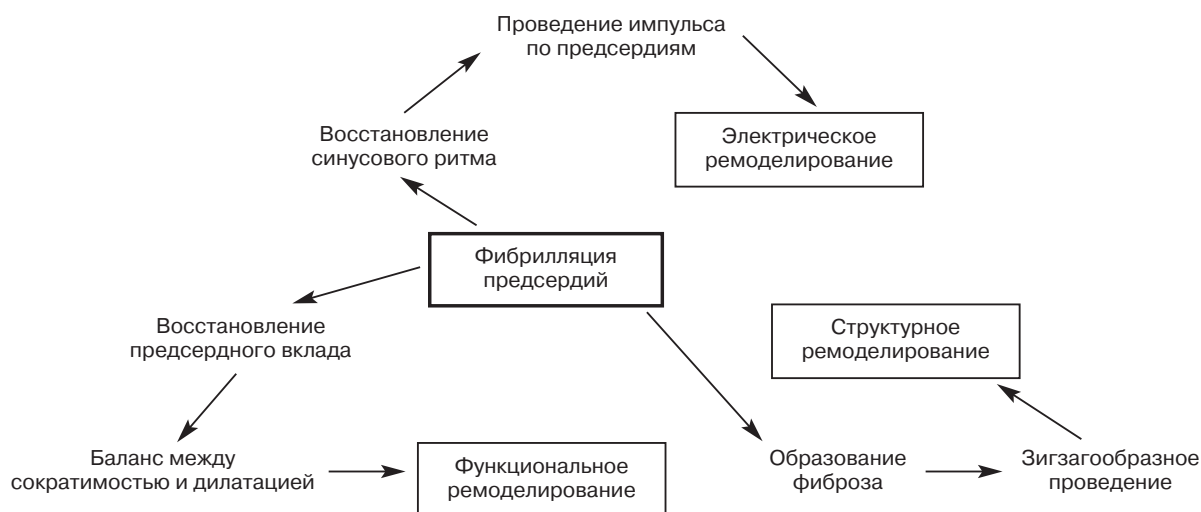 Проведение импульса
по предсердиям
Электрическое
ремоделирование
Восстановление
синусового ритма
Фибрилляция
предсердий
Восстановление
предсердного вклада
Структурное
ремоделирование
Баланс между
сократимостью и дилатацией
Функциональное
ремоделирование
Образование
фиброза
Зигзагообразное
проведение